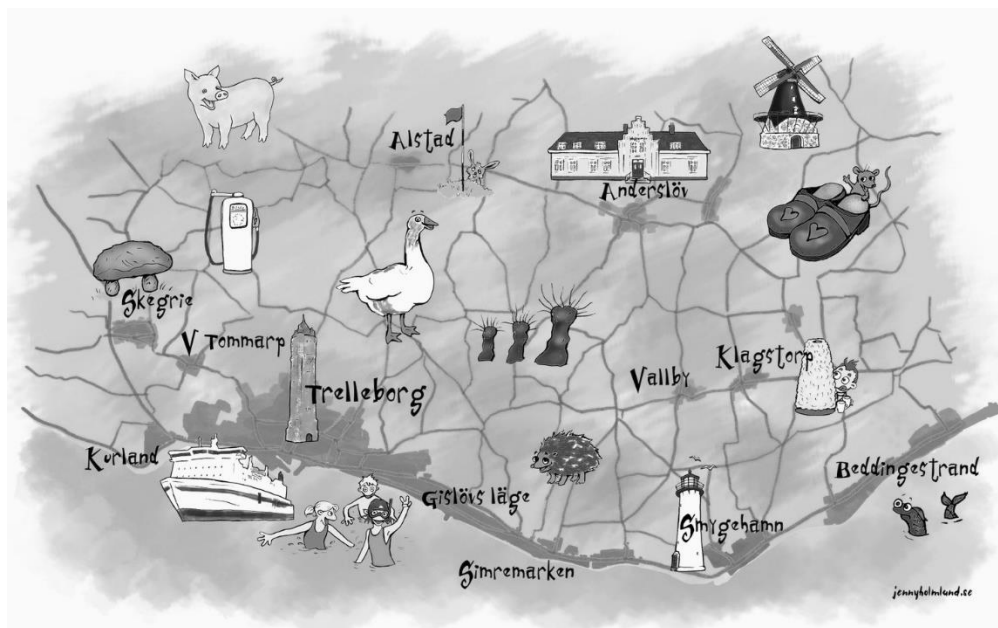 Alstad
Anderslöv
Skegrie
V Tommarp
Trelleborg
Klagstorp
Vallby
Kurland
Gislövs läge
Beddingestrand
Smygehamn
Simremarken
jennyholmlund.se